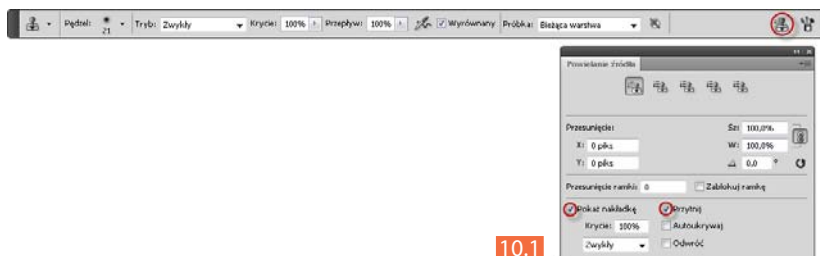 Pędzel: 21 Tryb: Zwykły Krycie: 100% Przepływ: 100% Wyrównany Próbka: Bieżąca warstwa
Powielanie źródła
Przesunięcie: Sz: 100,0%
X: 0 piks W: 100,0%
Y: 0 piks 0,0 °
Przesunięcie ramki: 0 Zablokuj ramkę
Pokaż nakładkę Przytnij
Krycie: 100% Autoukrywaj
Zwykły Odwróć
10.1